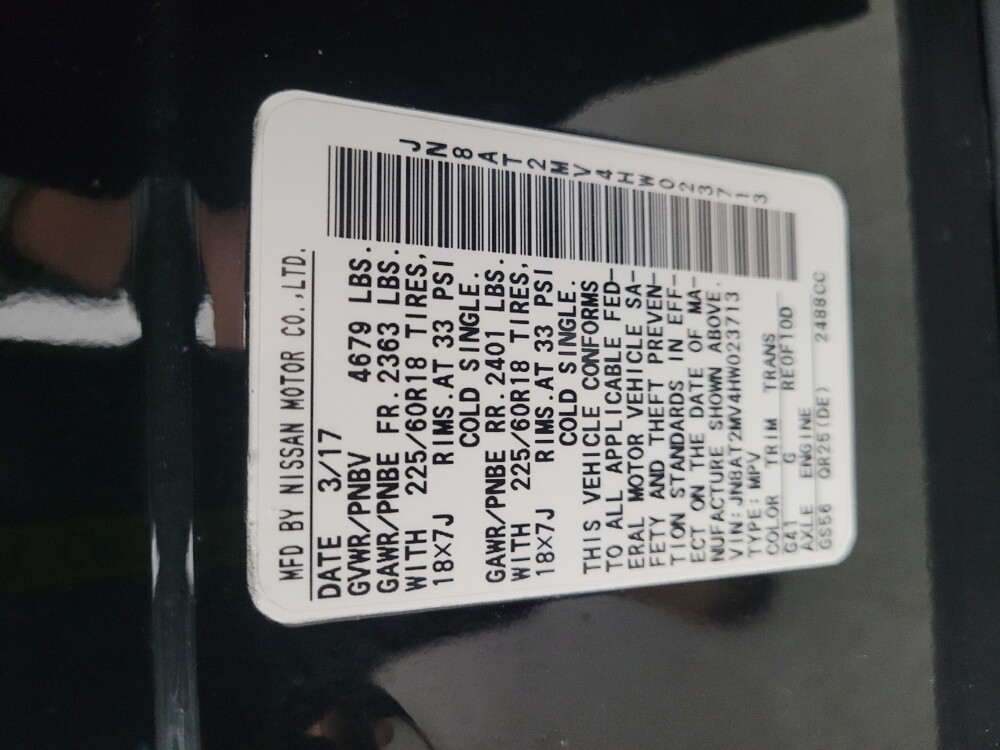 MFD BY NISSAN MOTOR CO.,LTD.
DATE 3/17
GVWR/PNBV 4679 LBS.
GAWR/PNBE FR. 2363 LBS.
WITH 225/60R18 TIRES,
18×7J RIMS.AT 33 PSI
COLD SINGLE.
GAWR/PNBE RR. 2401 LBS.
WITH 225/60R18 TIRES,
18×7J RIMS.AT 33 PSI
COLD SINGLE.
THIS VEHICLE CONFORMS
TO ALL APPLICABLE FED-
ERAL MOTOR VEHICLE SA-
FETY AND THEFT PREVEN-
TION STANDARDS IN EFF-
ECT ON THE DATE OF MA-
NUFACTURE SHOWN ABOVE.
VIN:JN8AT2MV4HW023713
TYPE:MPV
COLOR TRIM TRANS
G41 G RE0F10D
AXLE ENGINE
GS56 QR25(DE) 2488CC
JN8AT2MV4HW023713